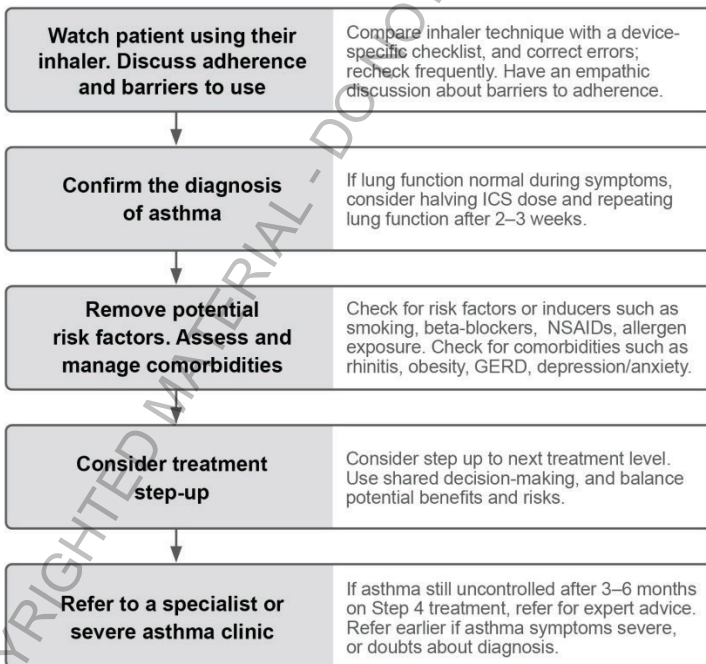 Watch patient using their
inhaler. Discuss adherence
and barriers to use
Compare inhaler technique with a device-
specific checklist, and correct errors;
recheck frequently. Have an empathic
discussion about barriers to adherence.
Confirm the diagnosis
of asthma
If lung function normal during symptoms,
consider halving ICS dose and repeating
lung function after 2–3 weeks.
Remove potential
risk factors. Assess and
manage comorbidities
Check for risk factors or inducers such as
smoking, beta-blockers, NSAIDs, allergen
exposure. Check for comorbidities such as
rhinitis, obesity, GERD, depression/anxiety.
Consider treatment
step-up
Consider step up to next treatment level.
Use shared decision-making, and balance
potential benefits and risks.
Refer to a specialist or
severe asthma clinic
If asthma still uncontrolled after 3–6 months
on Step 4 treatment, refer for expert advice.
Refer earlier if asthma symptoms severe,
or doubts about diagnosis.
YRIGHTED MATERIAL - DO NO